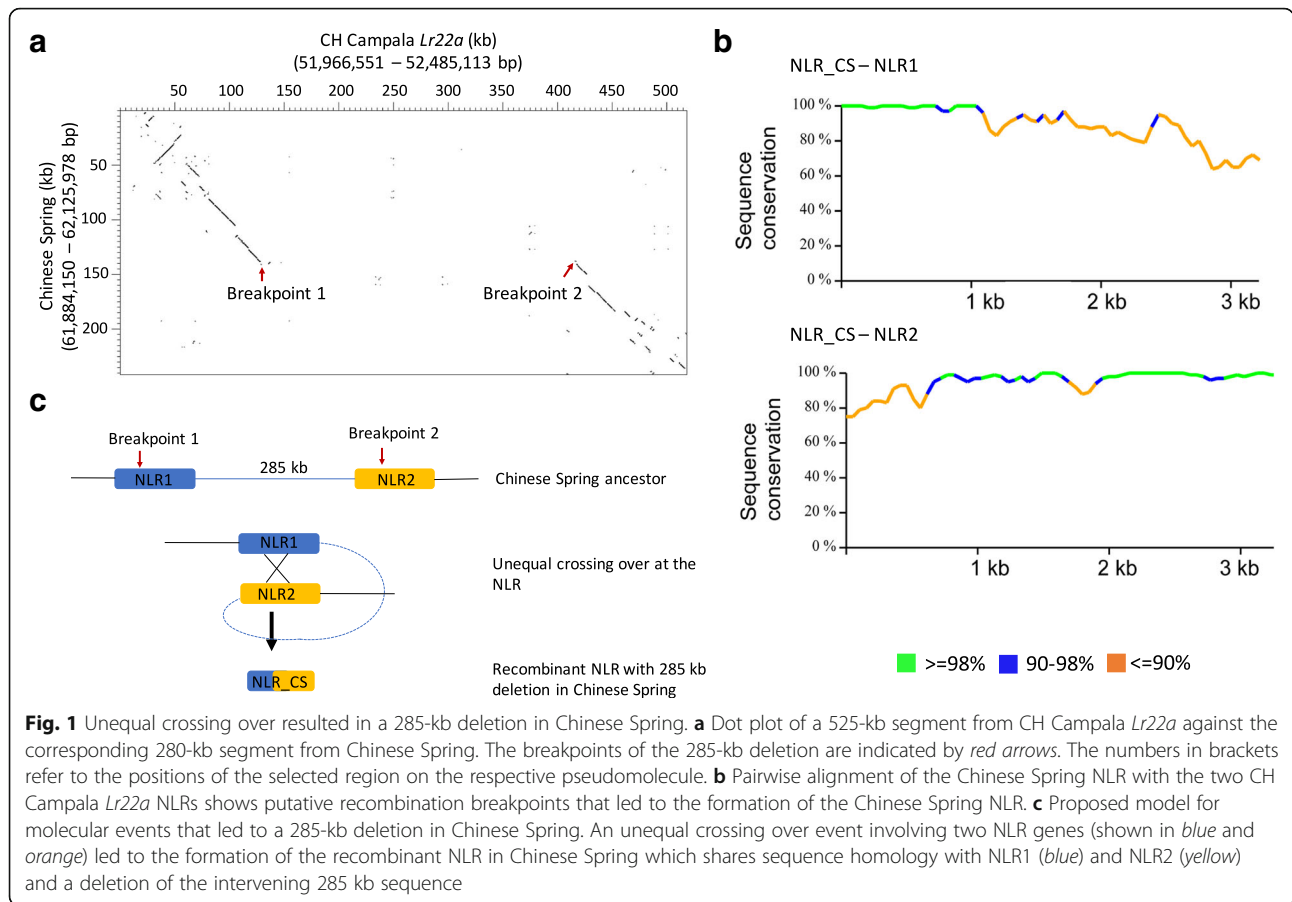 a
CH Campala Lr22a (kb)
(51,966,551 – 52,485,113 bp)
50 100 150 200 250 300 350 400 450 500
Chinese Spring (kb)
(61,884,150 – 62,125,978 bp)
50
100
150
200
Breakpoint 1
Breakpoint 2
b
NLR_CS – NLR1
Sequence
conservation
100 %
80 %
60 %
40 %
20 %
0 %
1 kb 2 kb 3 kb
NLR_CS – NLR2
Sequence
conservation
100 %
80 %
60 %
40 %
20 %
0 %
1 kb 2 kb 3 kb
>=98% 90-98% <=90%
c
Breakpoint 1
Breakpoint 2
NLR1
285 kb
NLR2
Chinese Spring ancestor
NLR1
NLR2
Unequal crossing over at the
NLR
NLR_CS
Recombinant NLR with 285 kb
deletion in Chinese Spring
Fig. 1 Unequal crossing over resulted in a 285-kb deletion in Chinese Spring. a Dot plot of a 525-kb segment from CH Campala Lr22a against the
corresponding 280-kb segment from Chinese Spring. The breakpoints of the 285-kb deletion are indicated by red arrows. The numbers in brackets
refer to the positions of the selected region on the respective pseudomolecule. b Pairwise alignment of the Chinese Spring NLR with the two CH
Campala Lr22a NLRs shows putative recombination breakpoints that led to the formation of the Chinese Spring NLR. c Proposed model for
molecular events that led to a 285-kb deletion in Chinese Spring. An unequal crossing over event involving two NLR genes (shown in blue and
orange) led to the formation of the recombinant NLR in Chinese Spring which shares sequence homology with NLR1 (blue) and NLR2 (yellow)
and a deletion of the intervening 285 kb sequence